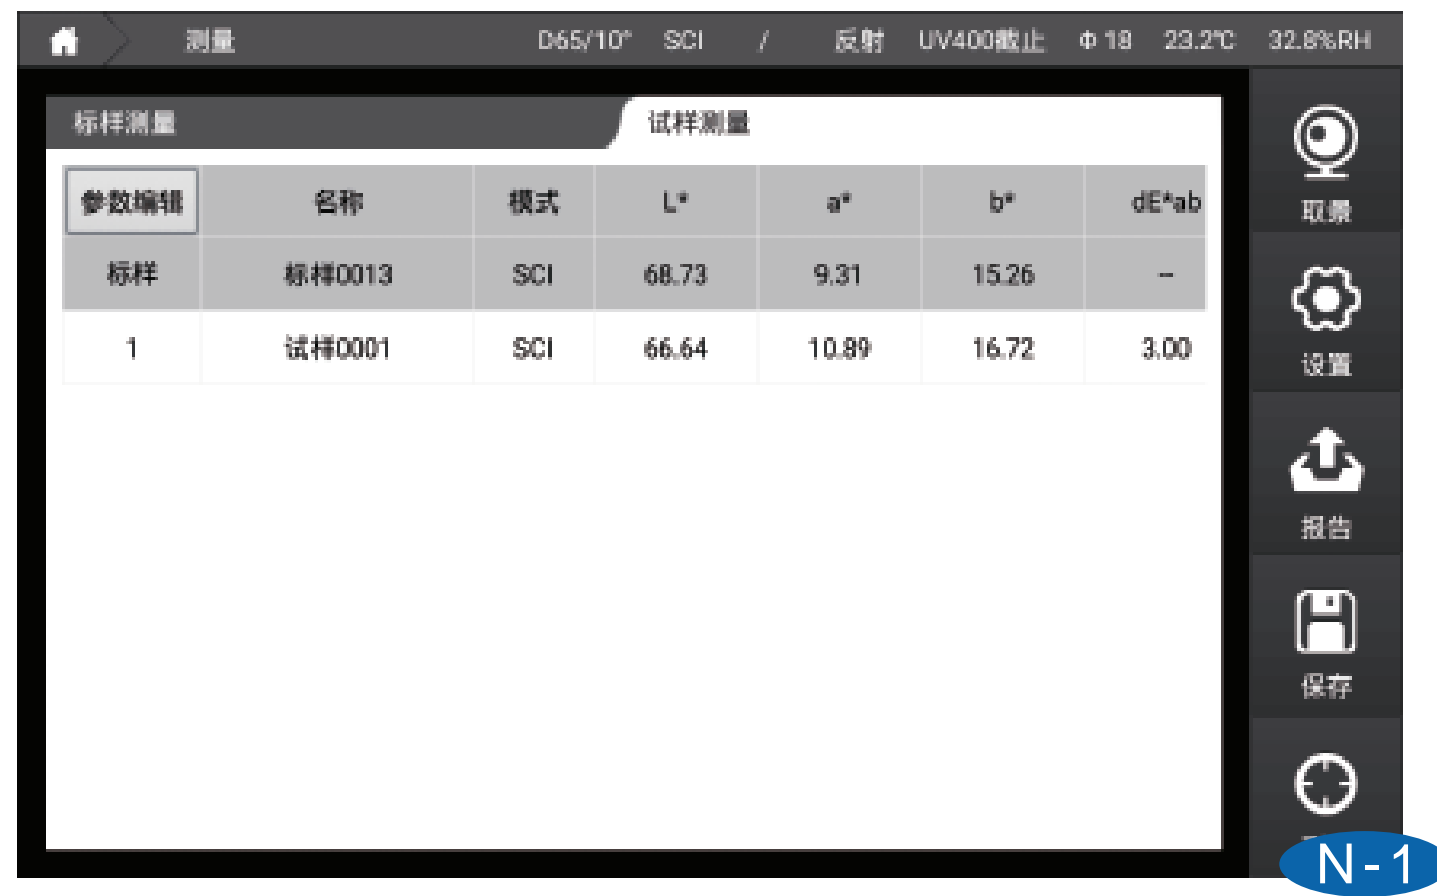 测量 D65/10° SCI / 反射 UV400截止 Φ18 23.2℃ 32.8%RH
标样测量 试样测量
参数编辑 名称 模式 L* a* b* dE*ab
标样 标样0013 SCI 68.73 9.31 15.26 --
1 试样0001 SCI 66.64 10.89 16.72 3.00
取景
设置
报告
保存
N-1